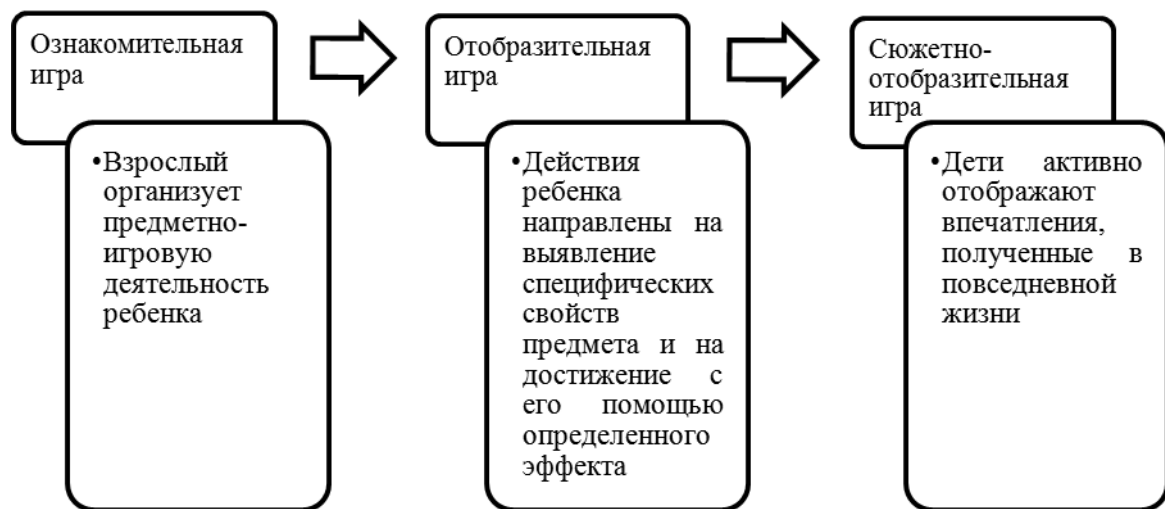 Ознакомительная
игра
•Взрослый
организует
предметно-
игровую
деятельность
ребенка
Отобразительная
игра
•Действия
ребенка
направлены на
выявление
специфических
свойств
предмета и на
достижение с
его помощью
определенного
эффекта
Сюжетно-
отобразительная
игра
•Дети активно
отображают
впечатления,
полученные в
повседневной
жизни